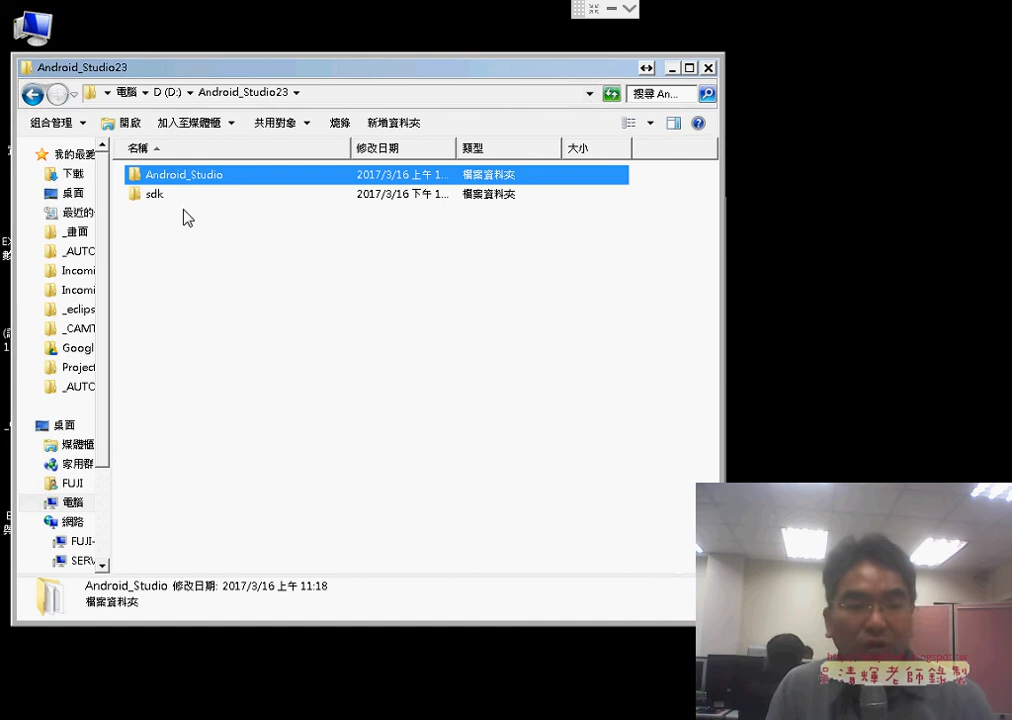 Android_Studio23
電腦 D (D:) Android_Studio23
搜尋 An...
組合管理 開啟 加入至媒體櫃 共用對象 燒錄 新增資料夾
名稱 修改日期 類型 大小
Android_Studio 2017/3/16 上午 1... 檔案資料夾
sdk 2017/3/16 下午 1... 檔案資料夾
我的最愛
下載
桌面
最近的
_畫面
_AUTO
Incomi
Incomi
_eclips
_CAMT
Googl
Project
_AUTO
桌面
媒體櫃
家用群
FUJI
電腦
網路
FUJI-
SERV
Android_Studio 修改日期: 2017/3/16 上午 11:18
檔案資料夾
吳清輝老師錄製